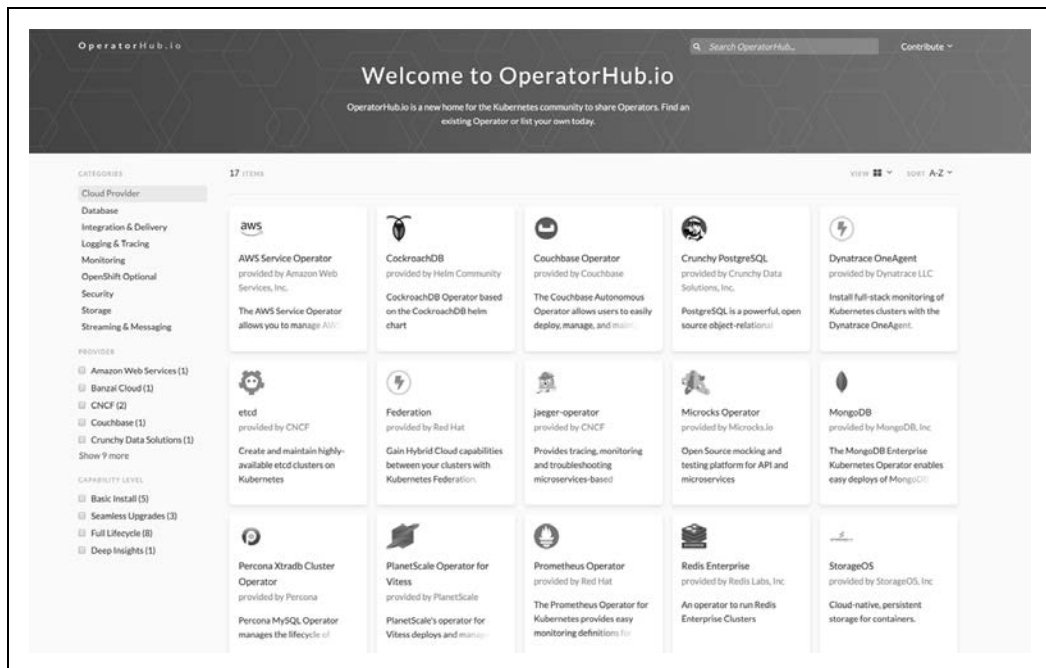 OperatorHub.io
Search OperatorHub...
Contribute
Welcome to OperatorHub.io
OperatorHub.io is a new home for the Kubernetes community to share Operators. Find an
existing Operator or list your own today.
CATEGORIES
Cloud Provider
Database
Integration & Delivery
Logging & Tracing
Monitoring
OpenShift Optional
Security
Storage
Streaming & Messaging
PROVIDER
Amazon Web Services (1)
Banzai Cloud (1)
CNCF (2)
Couchbase (1)
Crunchy Data Solutions (1)
Show 9 more
CAPABILITY LEVEL
Basic Install (5)
Seamless Upgrades (3)
Full Lifecycle (8)
Deep Insights (1)
17 ITEMS
VIEW
SORT A-Z
aws
AWS Service Operator
provided by Amazon Web
Services, Inc.
The AWS Service Operator
allows you to manage AWS
CockroachDB
provided by Helm Community
CockroachDB Operator based
on the CockroachDB helm
chart
Couchbase Operator
provided by Couchbase
The Couchbase Autonomous
Operator allows users to easily
deploy, manage, and
Crunchy PostgreSQL
provided by Crunchy Data
Solutions, Inc.
PostgreSQL is a powerful, open
source object-relational
Dynatrace OneAgent
provided by Dynatrace LLC
Install full-stack monitoring of
Kubernetes clusters with the
Dynatrace OneAgent.
etcd
provided by CNCF
Create and maintain highly-
available etcd clusters on
Kubernetes
Federation
provided by Red Hat
Gain Hybrid Cloud capabilities
between your clusters with
Kubernetes Federation.
jaeger-operator
provided by CNCF
Provides tracing, monitoring
and troubleshooting
microservices-based
Microcks Operator
provided by Microcks.io
Open Source mocking and
testing platform for API and
microservices
MongoDB
provided by MongoDB, Inc
The MongoDB Enterprise
Kubernetes Operator enables
easy deploys of MongoDB
Percona Xtradb Cluster
Operator
provided by Percona
Percona MySQL Operator
manages the lifecycle of
PlanetScale Operator for
Vitess
provided by PlanetScale
PlanetScale's operator for
Vitess deploys and
Prometheus Operator
provided by Red Hat
The Prometheus Operator for
Kubernetes provides easy
monitoring definitions for
Redis Enterprise
provided by Redis Labs, Inc
An operator to run Redis
Enterprise Clusters
StorageOS
provided by StorageOS, Inc
Cloud-native, persistent
storage for containers.